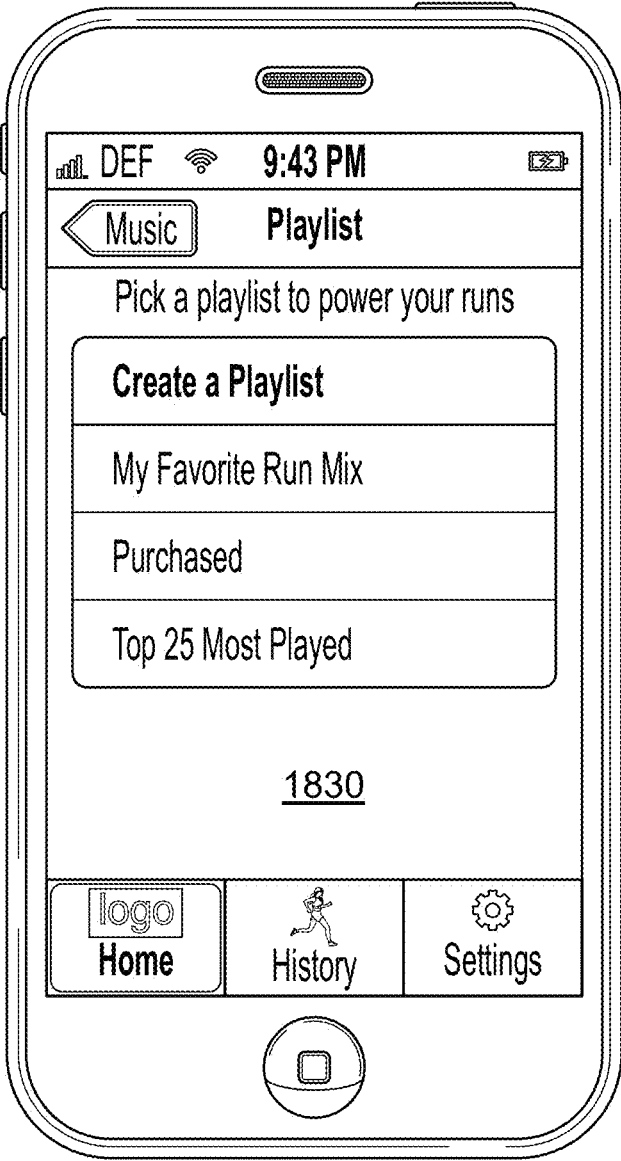 DEF 9:43 PM
Music Playlist
Pick a playlist to power your runs
Create a Playlist
My Favorite Run Mix
Purchased
Top 25 Most Played
1830
logo
Home History Settings